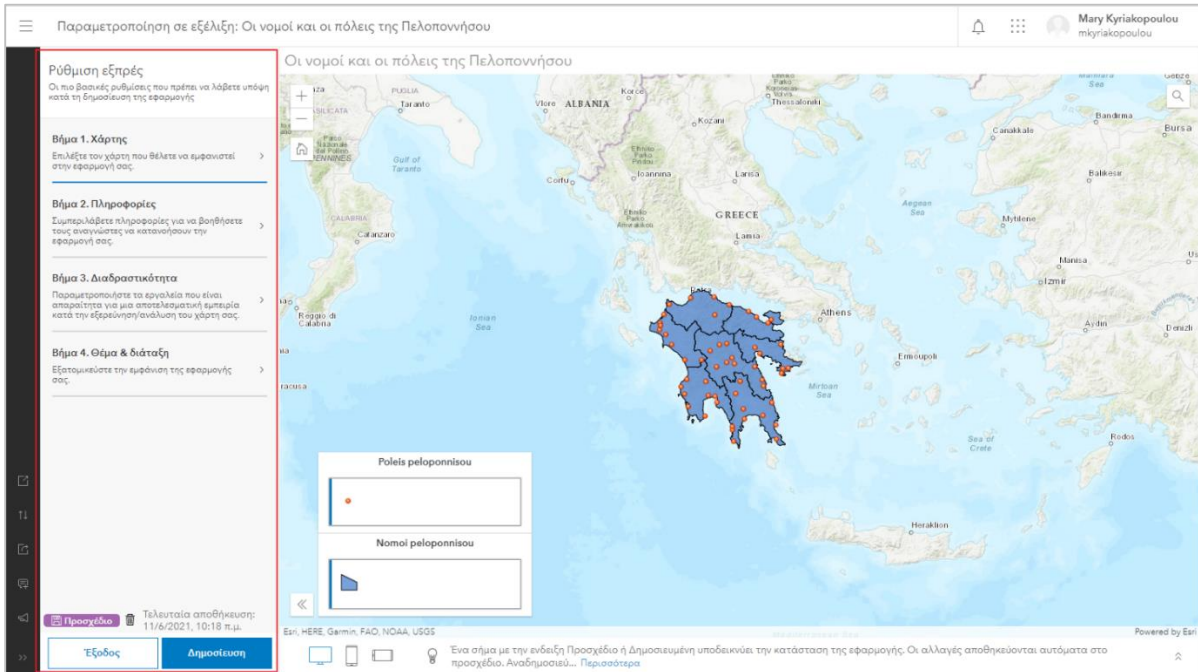 Παραμετροποίηση σε εξέλιξη: Οι νομοί και οι πόλεις της Πελοποννήσου
Mary Kyriakopoulou
mkyriakopoulou
Ρύθμιση εξπρές
Οι πιο βασικές ρυθμίσεις που πρέπει να λάβετε υπόψη
κατά τη δημοσίευση της εφαρμογής
Βήμα 1. Χάρτης
Επιλέξτε τον χάρτη που θέλετε να εμφανιστεί
στην εφαρμογή σας.
Βήμα 2. Πληροφορίες
Συμπεριλάβετε πληροφορίες για να βοηθήσετε
τους αναγνώστες να κατανοήσουν την
εφαρμογή σας.
Βήμα 3. Διαδραστικότητα
Παραμετροποιήστε τα εργαλεία που είναι
απαραίτητα για μια αποτελεσματική εμπειρία
κατά την εξερεύνηση/ανάλυση του χάρτη σας.
Βήμα 4. Θέμα & διάταξη
Εξατομικεύστε την εμφάνιση της εφαρμογής
σας.
Προσχέδιο
Τελευταία αποθήκευση:
11/6/2021, 10:18 π.μ.
Έξοδος
Δημοσίευση
Οι νομοί και οι πόλεις της Πελοποννήσου
PUGLIA
Taranto
Gulf of
Taranto
CALABRIA
Catanzaro
Reggio di
Calabria
Ionian
Sea
Vlore
ALBANIA
Korce
Corfu
Ethniko
Parko
Pindou
Ioannina
Kozani
Thessaloniki
Larisa
GREECE
Lamia
Patra
Athens
Aegean
Sea
Mytilene
Canakkale
Bandirma
Bursa
Gebze
Balikesir
Manisa
Izmir
Aydin
Denizli
Ermoupoli
Mirtoan
Sea
Sea of
Crete
Rodos
Heraklion
Poleis peloponnisou
Nomoi peloponnisou
Esri, HERE, Garmin, FAO, NOAA, USGS
Powered by Esri
Ένα σήμα με την ενδειξη Προσχέδιο ή Δημοσιευμένη υποδεικνύει την κατάσταση της εφαρμογής. Οι αλλαγές αποθηκεύονται αυτόματα στο
προσχέδιο. Αναδημοσιεύ... Περισσότερα